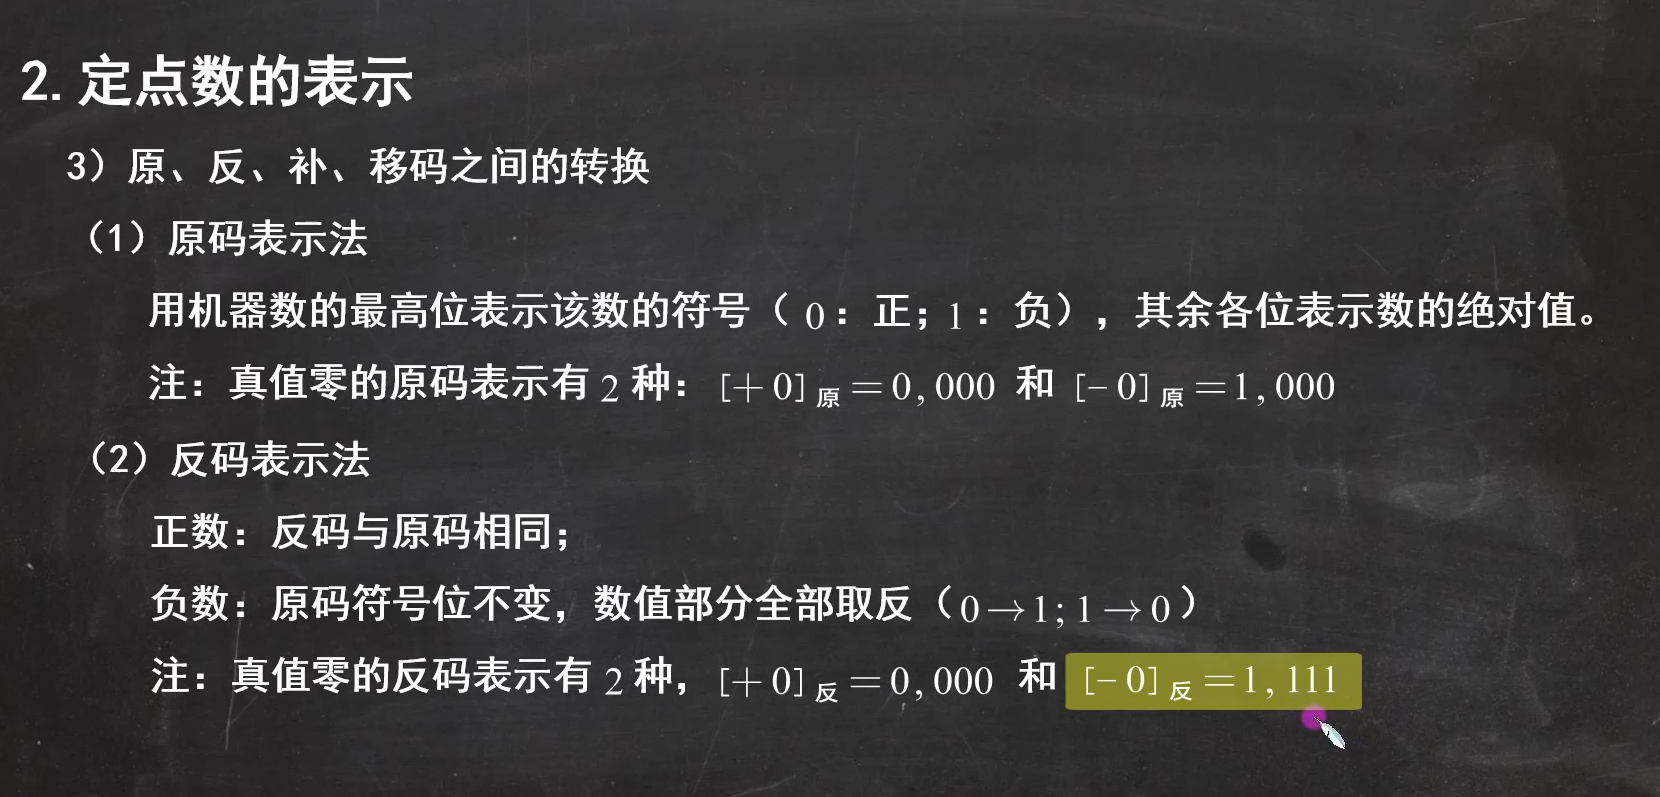 2. 定点数的表示
3）原、反、补、移码之间的转换
（1）原码表示法
用机器数的最高位表示该数的符号（ 0：正；1：负），其余各位表示数的绝对值。
注：真值零的原码表示有 2 种：[＋0]原＝0,000 和 [－0]原＝1,000
（2）反码表示法
正数：反码与原码相同；
负数：原码符号位不变，数值部分全部取反（0→1;1→0）
注：真值零的反码表示有 2 种，[＋0]反＝0,000 和 [－0]反＝1,111